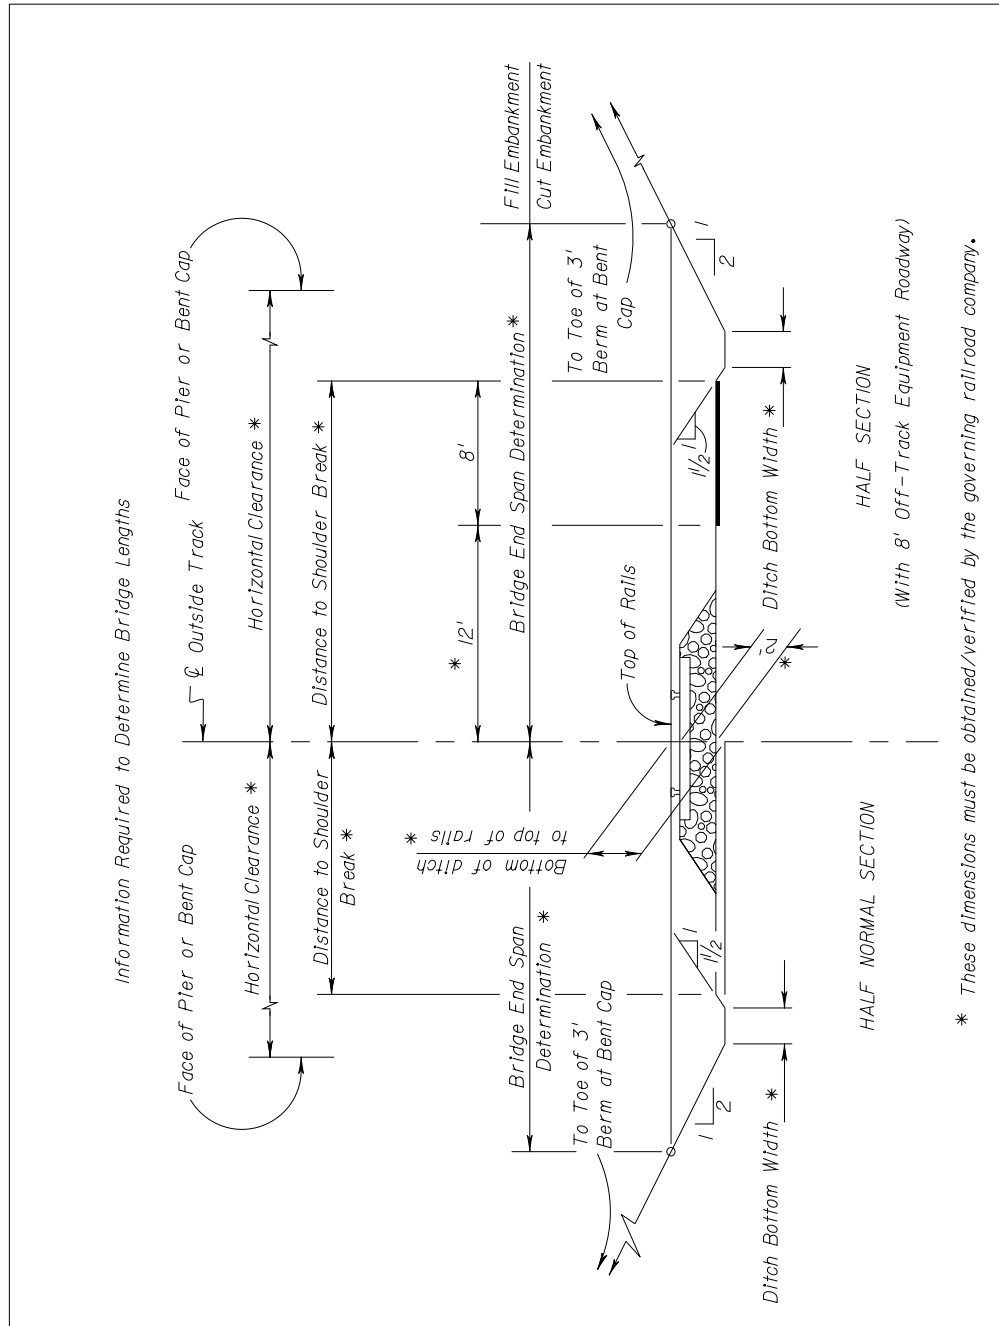 Information Required to Determine Bridge Lengths
℄ Outside Track
Face of Pier or Bent Cap
Face of Pier or Bent Cap
Horizontal Clearance *
Horizontal Clearance *
Distance to Shoulder
Break *
Distance to Shoulder Break *
* 12'
8'
Bottom of ditch
to top of rails *
Bridge End Span
Determination *
Bridge End Span Determination *
Fill Embankment
Cut Embankment
To Toe of 3'
Berm at Bent Cap
To Toe of 3'
Berm at Bent
Cap
Top of Rails
1
2
1
1 1/2
1
1 1/2
1
2
2'
*
Ditch Bottom Width *
Ditch Bottom Width *
HALF NORMAL SECTION
HALF SECTION
(With 8' Off-Track Equipment Roadway)
* These dimensions must be obtained/verified by the governing railroad company.